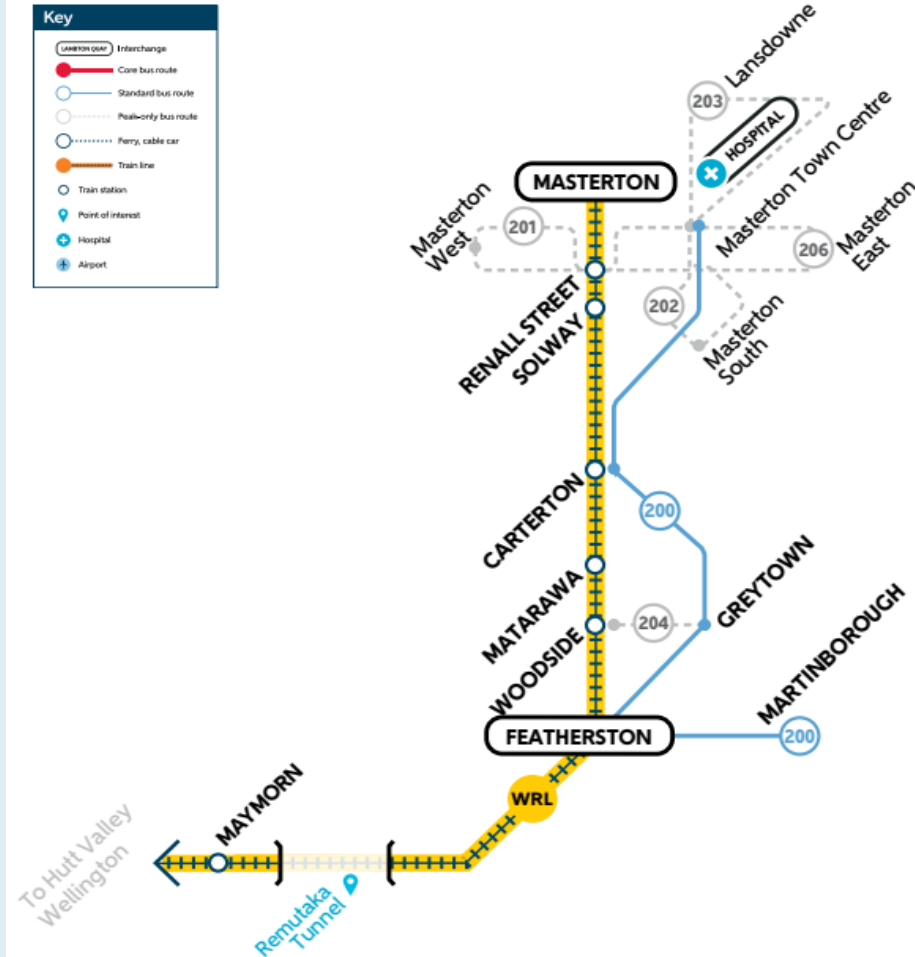 Key
LAMBTON QUAY
Interchange
Core bus route
Standard bus route
Peak-only bus route
Ferry, cable car
Train line
Train station
Point of interest
Hospital
Airport
203
Lansdowne
HOSPITAL
MASTERTON
Masterton Town Centre
Masterton
West
201
206
Masterton
East
RENALL STREET
SOLWAY
202
Masterton
South
CARTERTON
200
MATARAWA
GREYTOWN
204
WOODSIDE
MARTINBOROUGH
FEATHERSTON
200
WRL
MAYMORN
To Hutt Valley
Wellington
Remutaka
Tunnel